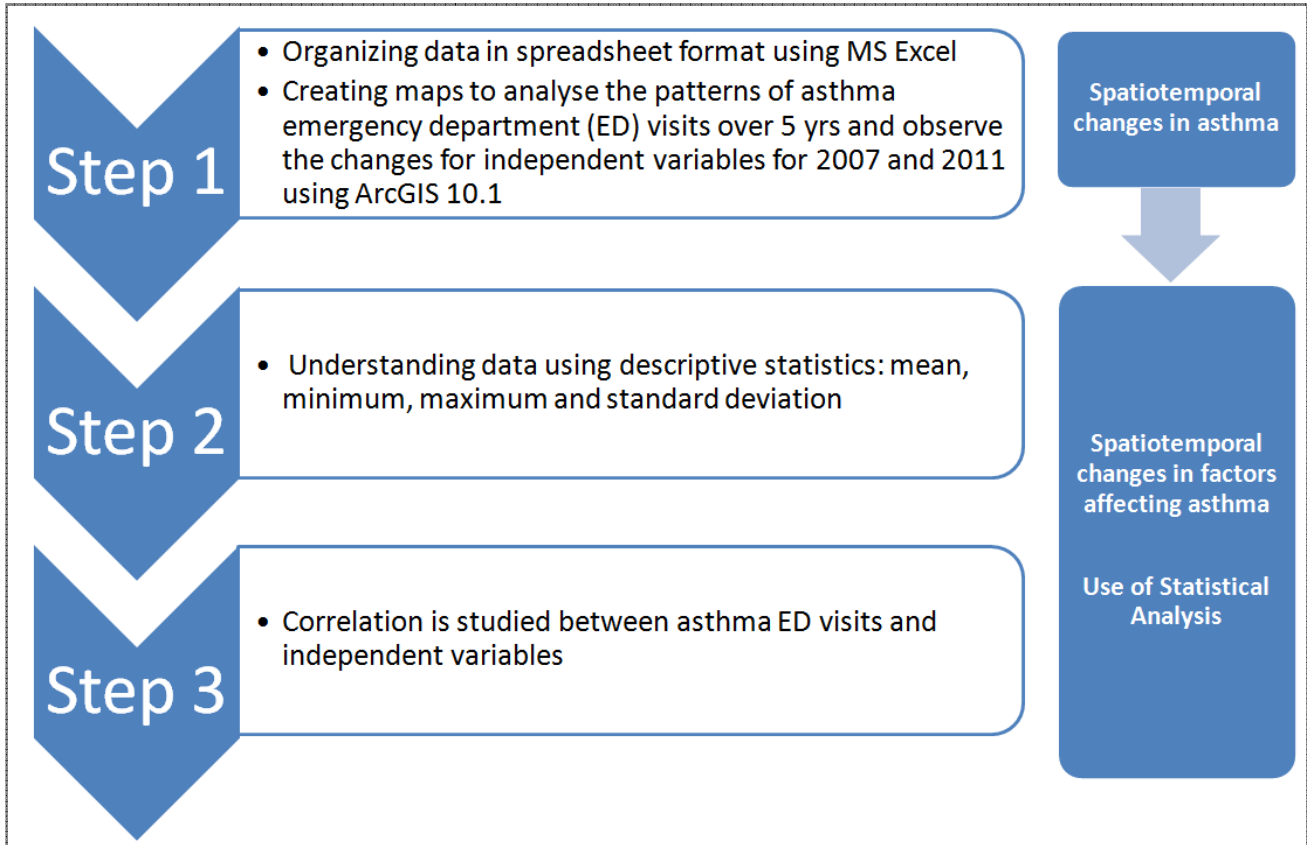 Step 1
• Organizing data in spreadsheet format using MS Excel
• Creating maps to analyse the patterns of asthma
emergency department (ED) visits over 5 yrs and observe
the changes for independent variables for 2007 and 2011
using ArcGIS 10.1
Spatiotemporal
changes in asthma
Step 2
• Understanding data using descriptive statistics: mean,
minimum, maximum and standard deviation
Step 3
• Correlation is studied between asthma ED visits and
independent variables
Spatiotemporal
changes in factors
affecting asthma
Use of Statistical
Analysis